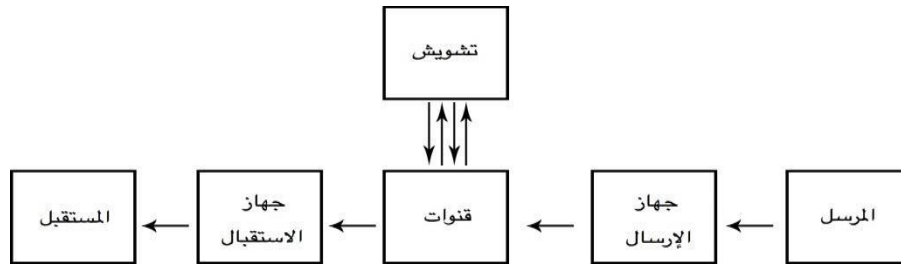 تشويش
المرسل
جهاز
الإرسال
قنوات
جهاز
الاستقبال
المستقبل